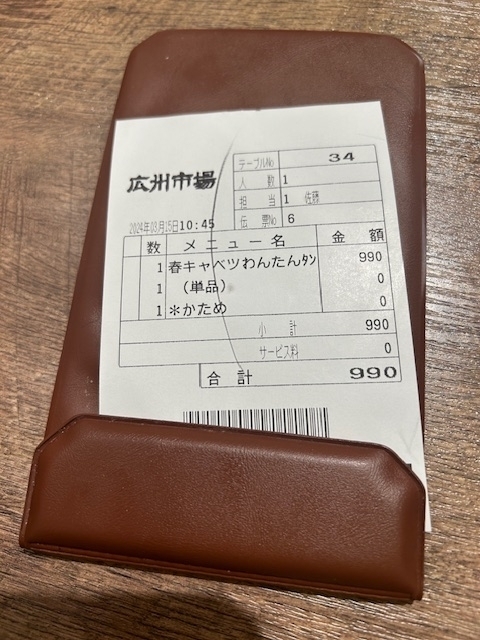 広州市場
テーブルNo 34
人数 1
担当 1 佐藤
2024年03月15日10:45
伝票No 6
数 メニュー名 金額
1 春キャベツわんたんタン 990
1 (単品) 0
1 *かため 0
小計 990
サービス料 0
合計 990